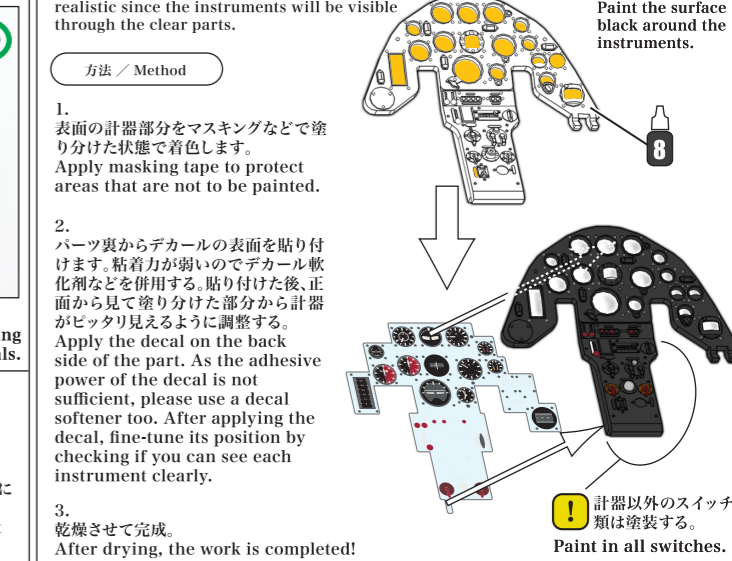 realistic since the instruments will be visible
through the clear parts.
方法 ／ Method
1.
表面の計器部分をマスキングなどで塗
り分けた状態で着色します。
Apply masking tape to protect
areas that are not to be painted.
2.
パーツ裏からデカールの表面を貼り付
けます。粘着力が弱いのでデカール軟
化剤などを併用する。貼り付けた後、正
面から見て塗り分けた部分から計器
がピッタリ見えるように調整する。
Apply the decal on the back
side of the part. As the adhesive
power of the decal is not
sufficient, please use a decal
softener too. After applying the
decal, fine-tune its position by
checking if you can see each
instrument clearly.
3.
乾燥させて完成。
After drying, the work is completed!
Paint the surface
black around the
instruments.
8
!
計器以外のスイッチ
類は塗装する。
Paint in all switches.
ing
ls.
に